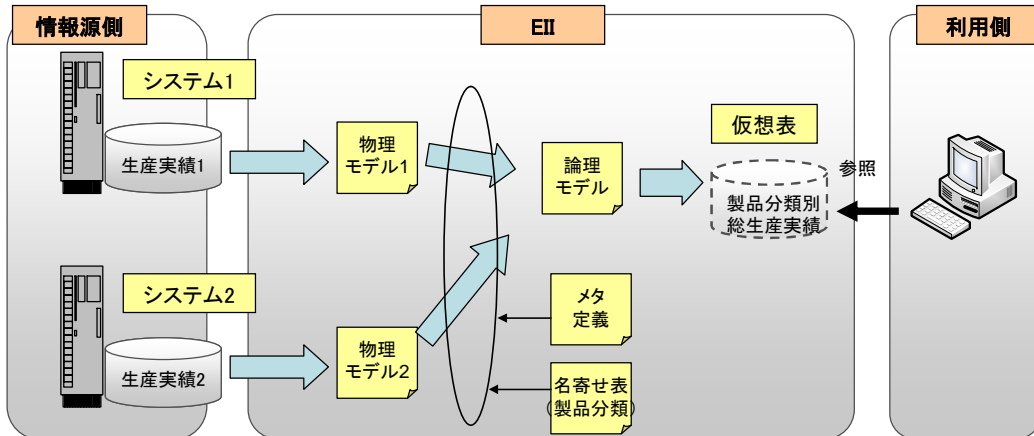 情報源側
EII
利用側
システム1
生産実績1
物理
モデル1
論理
モデル
仮想表
製品分類別
総生産実績
参照
システム2
生産実績2
物理
モデル2
メタ
定義
名寄せ表
(製品分類)